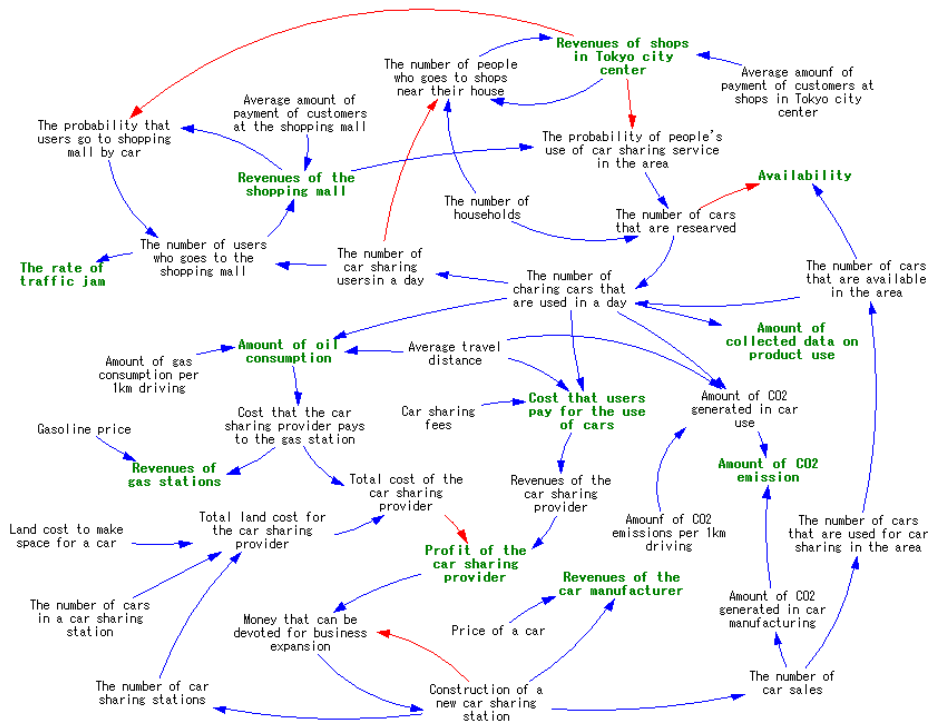 Revenues of shops
in Tokyo city
center
The number of people
who goes to shops
near their house
Average amounf of
payment of customers at
shops in Tokyo city
center
Average amount of
payment of customers
at the shopping mall
The probability that
users go to shopping
mall by car
The probability of people's
use of car sharing service
in the area
Revenues of the
shopping mall
Availability
The number of
households
The number of cars
that are researved
The number of users
who goes to the
shopping mall
The number of
car sharing
usersin a day
The rate of
traffic jam
The number of
charing cars that
are used in a day
The number of cars
that are available
in the area
Amount of
collected data on
product use
Amount of oil
consumption
Average travel
distance
Amount of gas
consumption per
1km driving
Cost that users
pay for the use
of cars
Car sharing
fees
Amount of CO2
generated in car
use
Cost that the car
sharing provider pays
to the gas station
Gasoline price
Revenues of
gas stations
Amount of CO2
emission
Total cost of the
car sharing
provider
Revenues of the
car sharing
provider
Land cost to make
space for a car
Total land cost for
the car sharing
provider
Amounf of CO2
emissions per 1km
driving
The number of cars
that are used for car
sharing in the area
Profit of the
car sharing
provider
Revenues of the
car manufacturer
The number of cars
in a car sharing
station
Money that can be
devoted for business
expansion
Price of a car
Amount of CO2
generated in car
manufacturing
The number of car
sharing stations
Construction of a
new car sharing
station
The number of
car sales